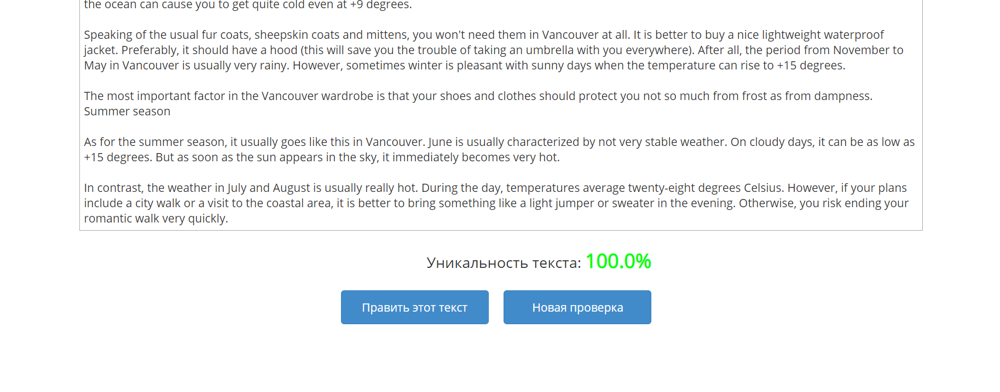 the ocean can cause you to get quite cold even at +9 degrees.
Speaking of the usual fur coats, sheepskin coats and mittens, you won't need them in Vancouver at all. It is better to buy a nice lightweight waterproof
jacket. Preferably, it should have a hood (this will save you the trouble of taking an umbrella with you everywhere). After all, the period from November to
May in Vancouver is usually very rainy. However, sometimes winter is pleasant with sunny days when the temperature can rise to +15 degrees.
The most important factor in the Vancouver wardrobe is that your shoes and clothes should protect you not so much from frost as from dampness.
Summer season
As for the summer season, it usually goes like this in Vancouver. June is usually characterized by not very stable weather. On cloudy days, it can be as low as
+15 degrees. But as soon as the sun appears in the sky, it immediately becomes very hot.
In contrast, the weather in July and August is usually really hot. During the day, temperatures average twenty-eight degrees Celsius. However, if your plans
include a city walk or a visit to the coastal area, it is better to bring something like a light jumper or sweater in the evening. Otherwise, you risk ending your
romantic walk very quickly.
Уникальность текста: 100.0%
Править этот текст
Новая проверка